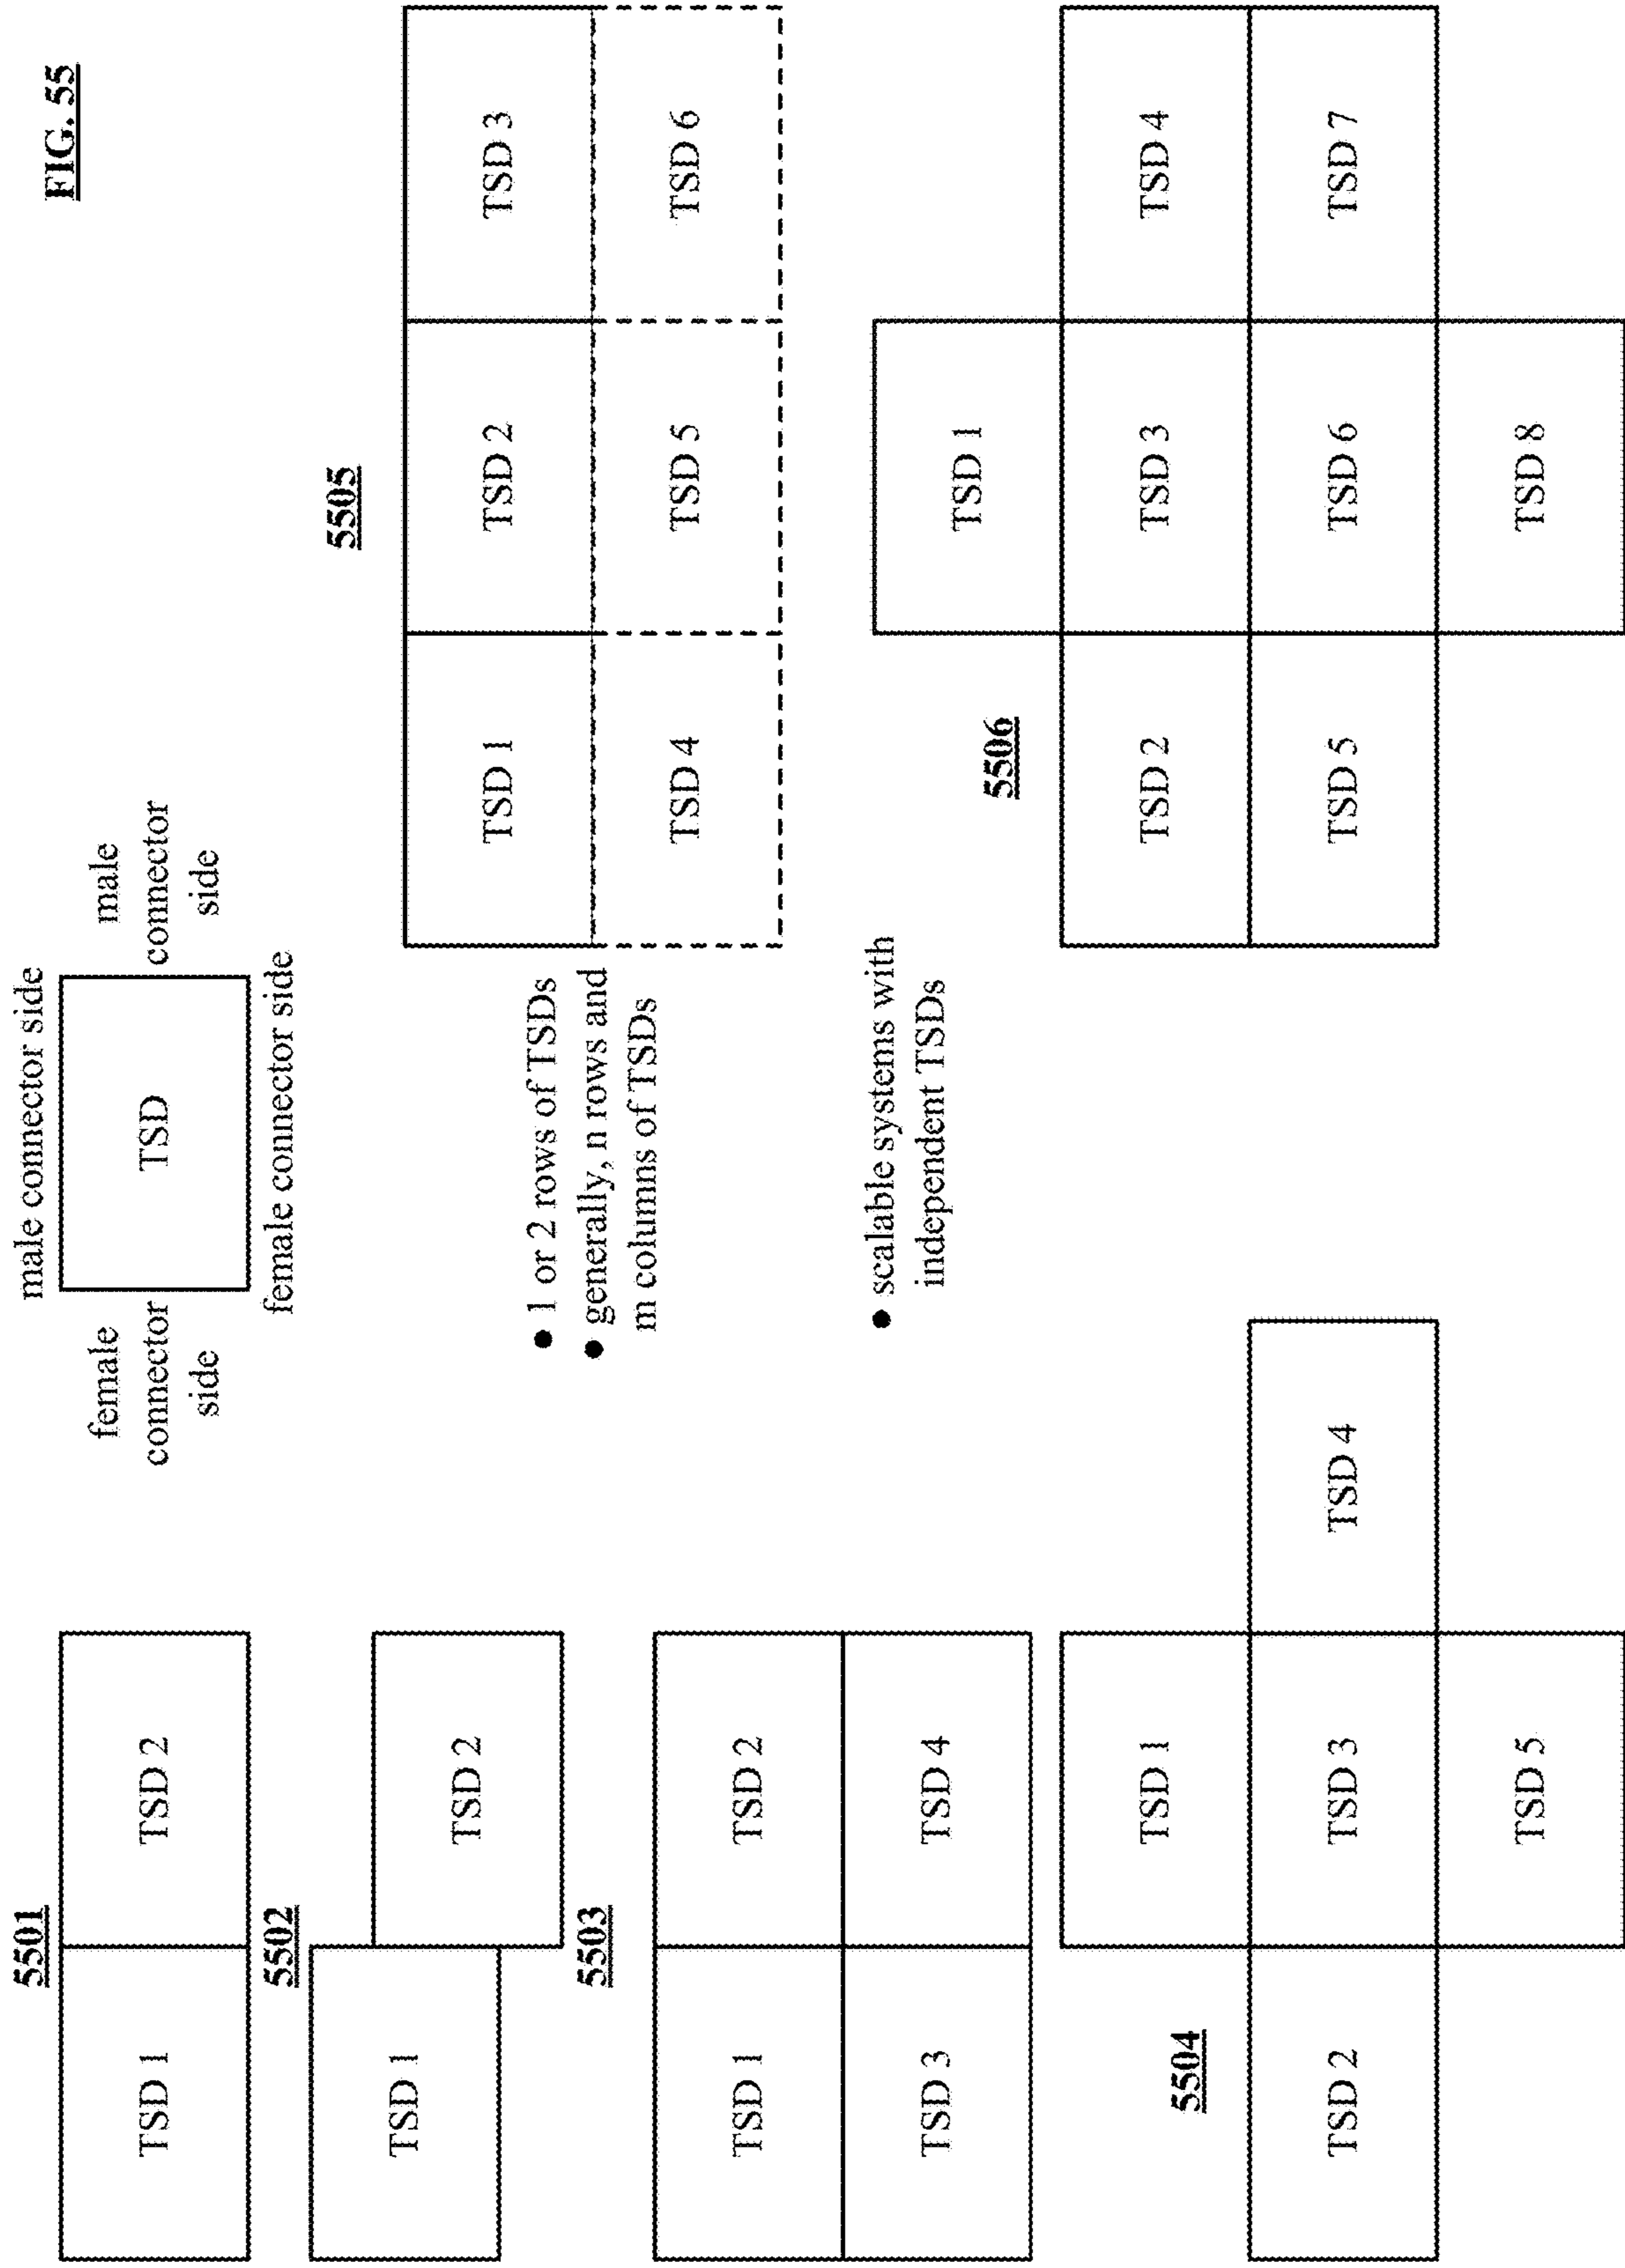 FIG. 55
5501
TSD 1
TSD 2
5502
TSD 1
TSD 2
5503
TSD 1
TSD 2
TSD 3
TSD 4
5504
TSD 1
TSD 2
TSD 3
TSD 4
TSD 5
male connector side
female
connector
side
TSD
male
connector
side
female connector side
● 1 or 2 rows of TSDs
● generally, n rows and
m columns of TSDs
● scalable systems with
independent TSDs
5505
TSD 1
TSD 2
TSD 3
TSD 4
TSD 5
TSD 6
5506
TSD 1
TSD 2
TSD 3
TSD 4
TSD 5
TSD 6
TSD 7
TSD 8